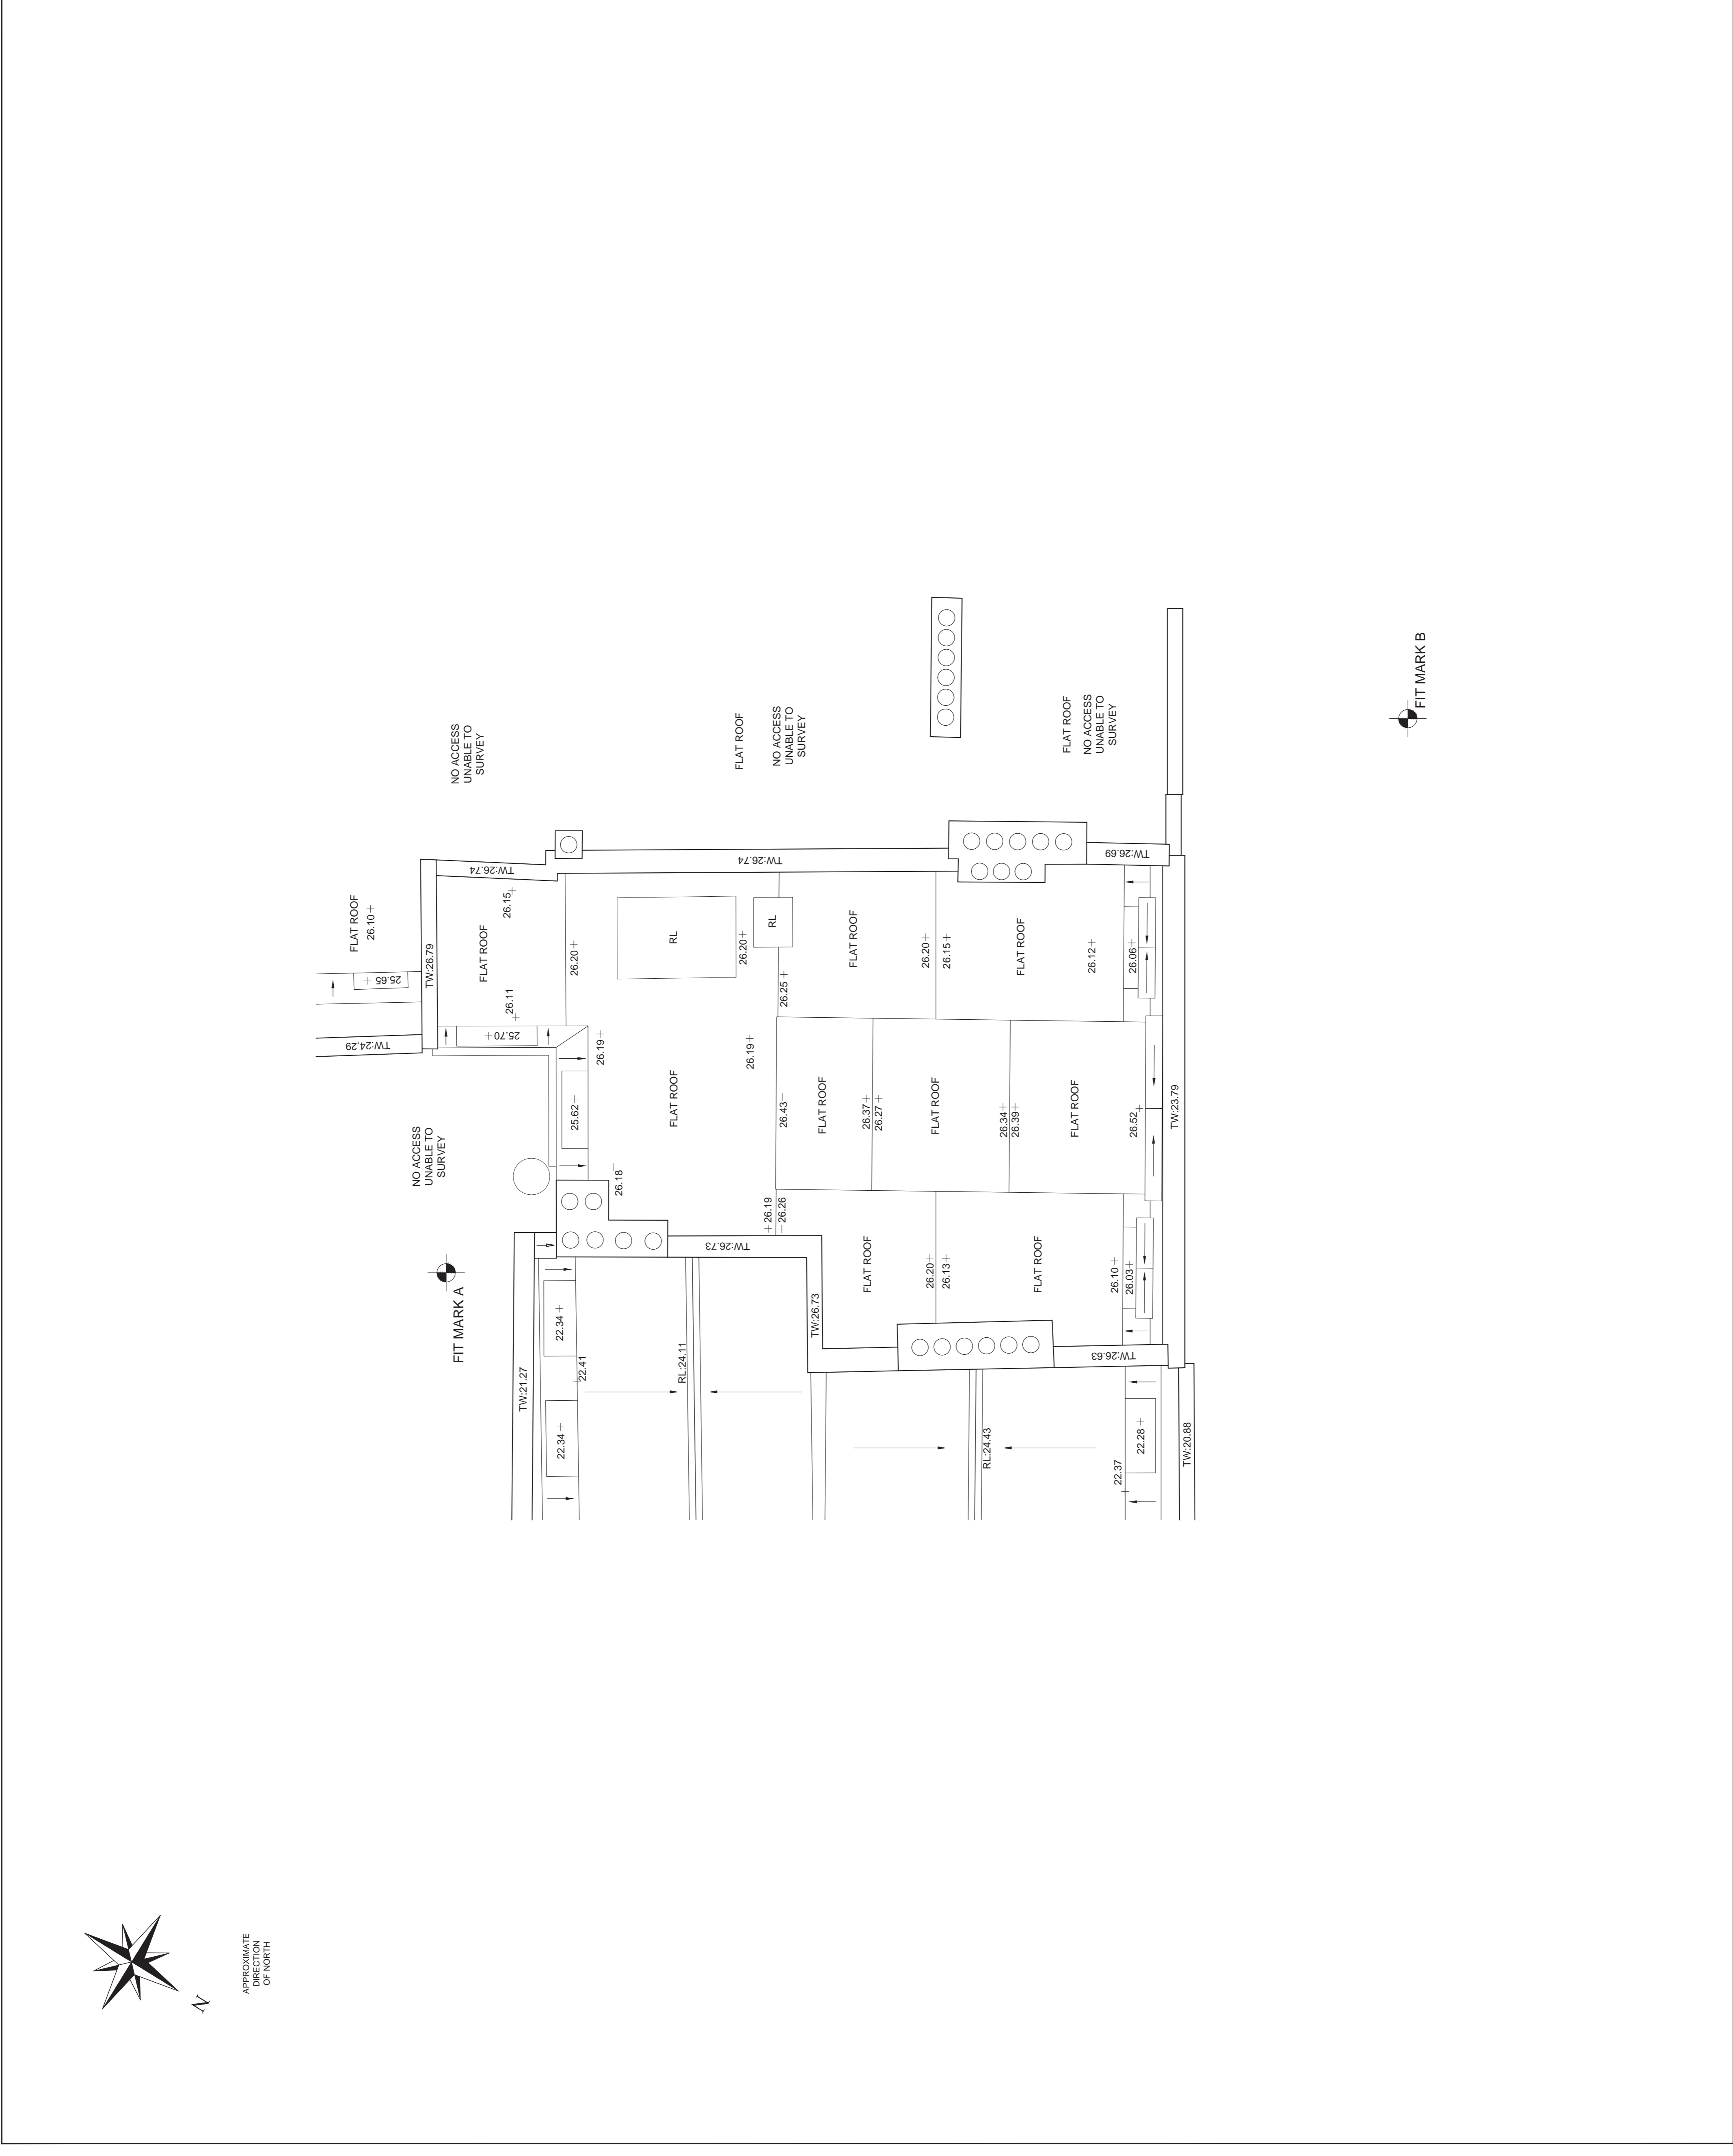 FLAT ROOF
26.10
25.65
TW:24.29
TW:26.79
TW:26.74
FLAT ROOF
26.15
26.11
25.70
26.20
NO ACCESS
UNABLE TO
SURVEY
NO ACCESS
UNABLE TO
SURVEY
FIT MARK A
25.62
26.19
26.18
FLAT ROOF
RL
26.20
RL
26.19
TW:26.74
FLAT ROOF
NO ACCESS
UNABLE TO
SURVEY
26.25
26.43
26.19
26.26
TW:26.73
TW:26.73
FLAT ROOF
FLAT ROOF
FLAT ROOF
26.37
26.27
26.20
26.15
FLAT ROOF
26.20
26.13
26.34
26.39
FLAT ROOF
FLAT ROOF
FLAT ROOF
FLAT ROOF
NO ACCESS
UNABLE TO
SURVEY
26.12
26.06
TW:26.69
26.52
26.10
26.03
TW:26.63
TW:23.79
TW:21.27
22.34
22.34
22.41
RL:24.11
RL:24.43
22.37
22.28
TW:20.88
FIT MARK B
N
APPROXIMATE
DIRECTION
OF NORTH